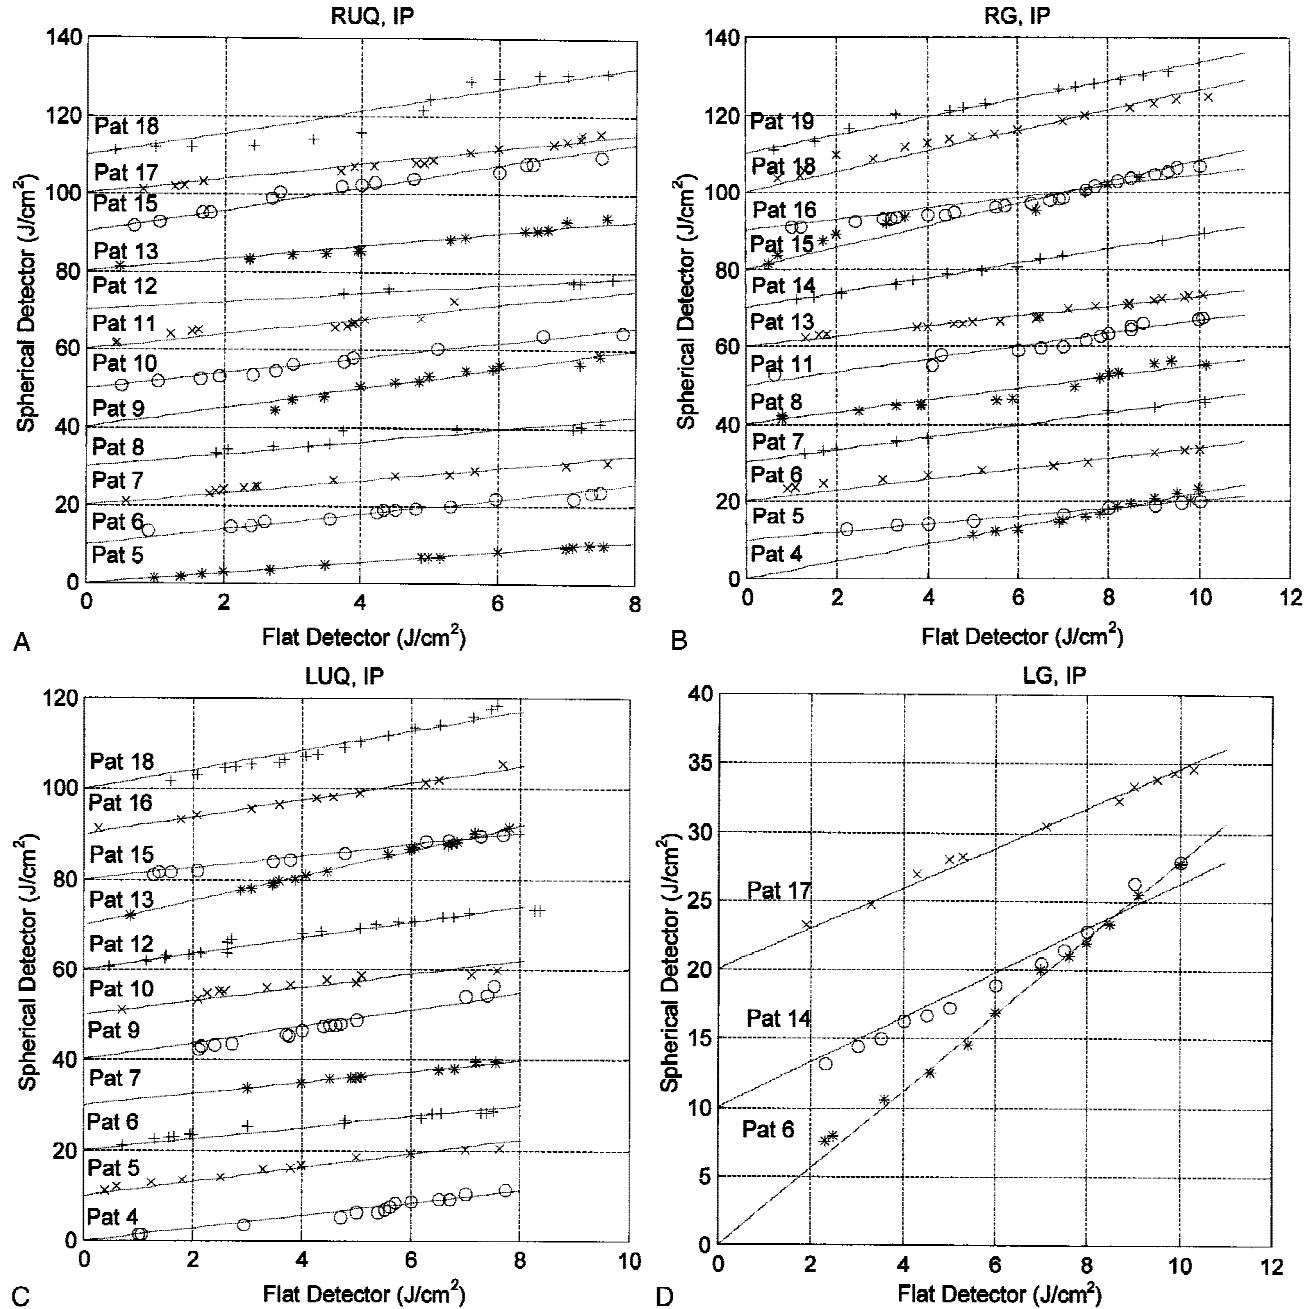 RUQ, IP
140
120
100
80
60
40
20
0
Pat 18
Pat 17
Pat 15
Pat 13
Pat 12
Pat 11
Pat 10
Pat 9
Pat 8
Pat 7
Pat 6
Pat 5
0 2 4 6 8
Spherical Detector (J/cm²)
Flat Detector (J/cm²)
A
RG, IP
140
120
100
80
60
40
20
0
Pat 19
Pat 18
Pat 16
Pat 15
Pat 14
Pat 13
Pat 11
Pat 8
Pat 7
Pat 6
Pat 5
Pat 4
0 2 4 6 8 10 12
Spherical Detector (J/cm²)
Flat Detector (J/cm²)
B
LUQ, IP
120
100
80
60
40
20
0
Pat 18
Pat 16
Pat 15
Pat 13
Pat 12
Pat 10
Pat 9
Pat 7
Pat 6
Pat 5
Pat 4
0 2 4 6 8 10
Spherical Detector (J/cm²)
Flat Detector (J/cm²)
C
LG, IP
40
35
30
25
20
15
10
5
0
Pat 17
Pat 14
Pat 6
0 2 4 6 8 10 12
Spherical Detector (J/cm²)
Flat Detector (J/cm²)
D